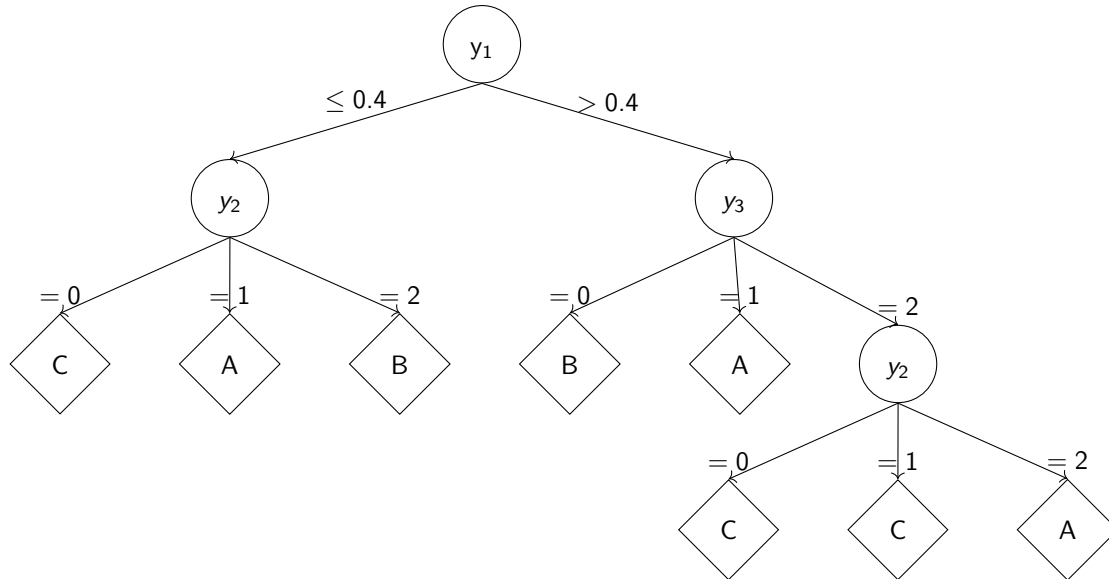 y₁
≤ 0.4
> 0.4
y₂
y₃
= 0
= 1
= 2
= 0
= 1
= 2
C
A
B
B
A
y₂
= 0
= 1
= 2
C
C
A